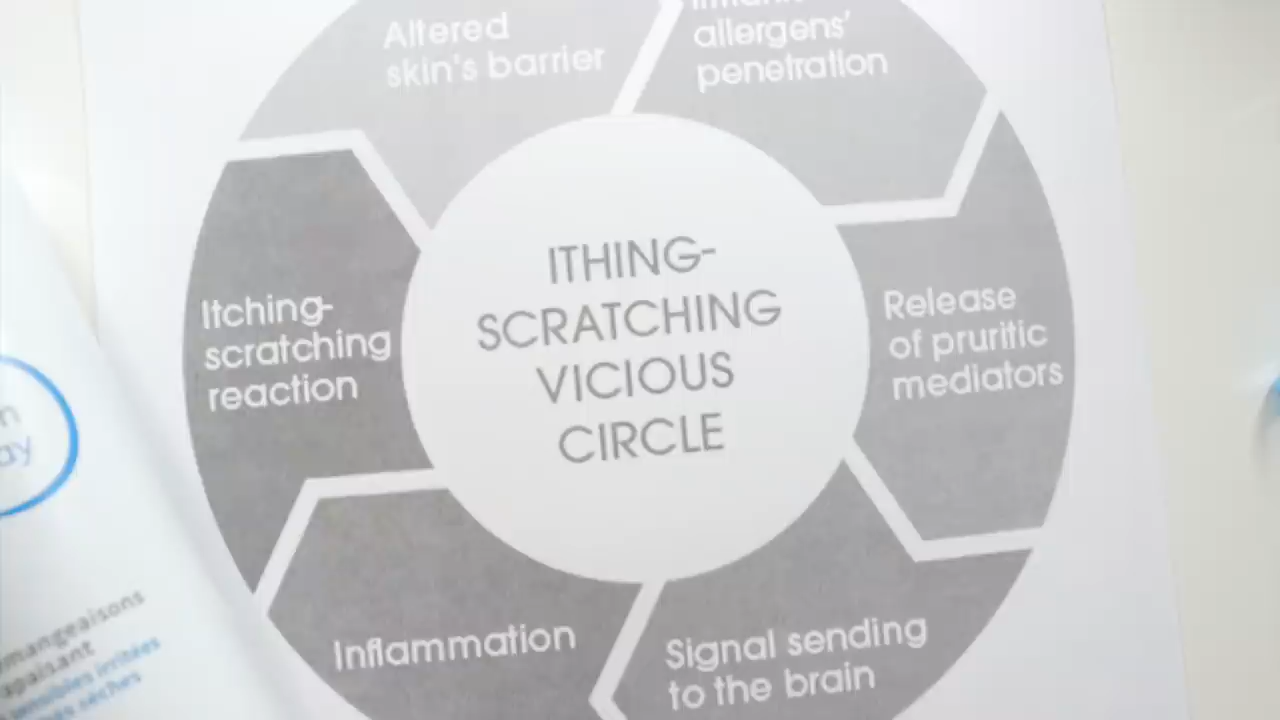 Altered
skin's barrier
allergens'
penetration
Release
of pruritic
mediators
Signal sending
to the brain
Inflammation
Itching-
scratching
reaction
ITHING-
SCRATCHING
VICIOUS
CIRCLE